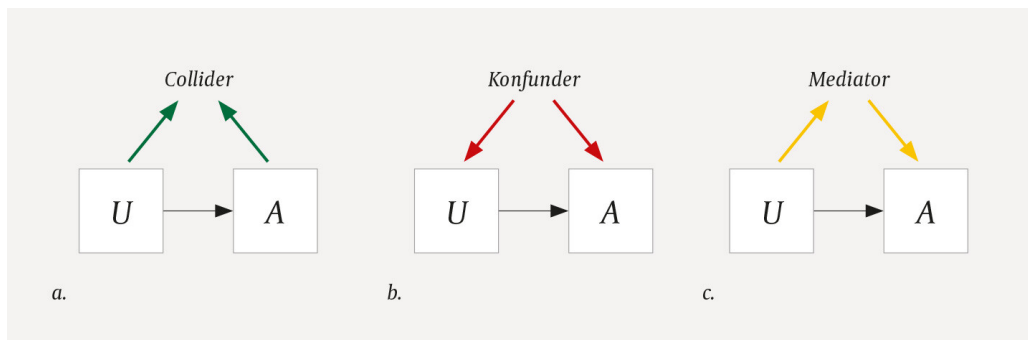 Collider
Konfunder
Mediator
U
A
U
A
U
A
a.
b.
c.